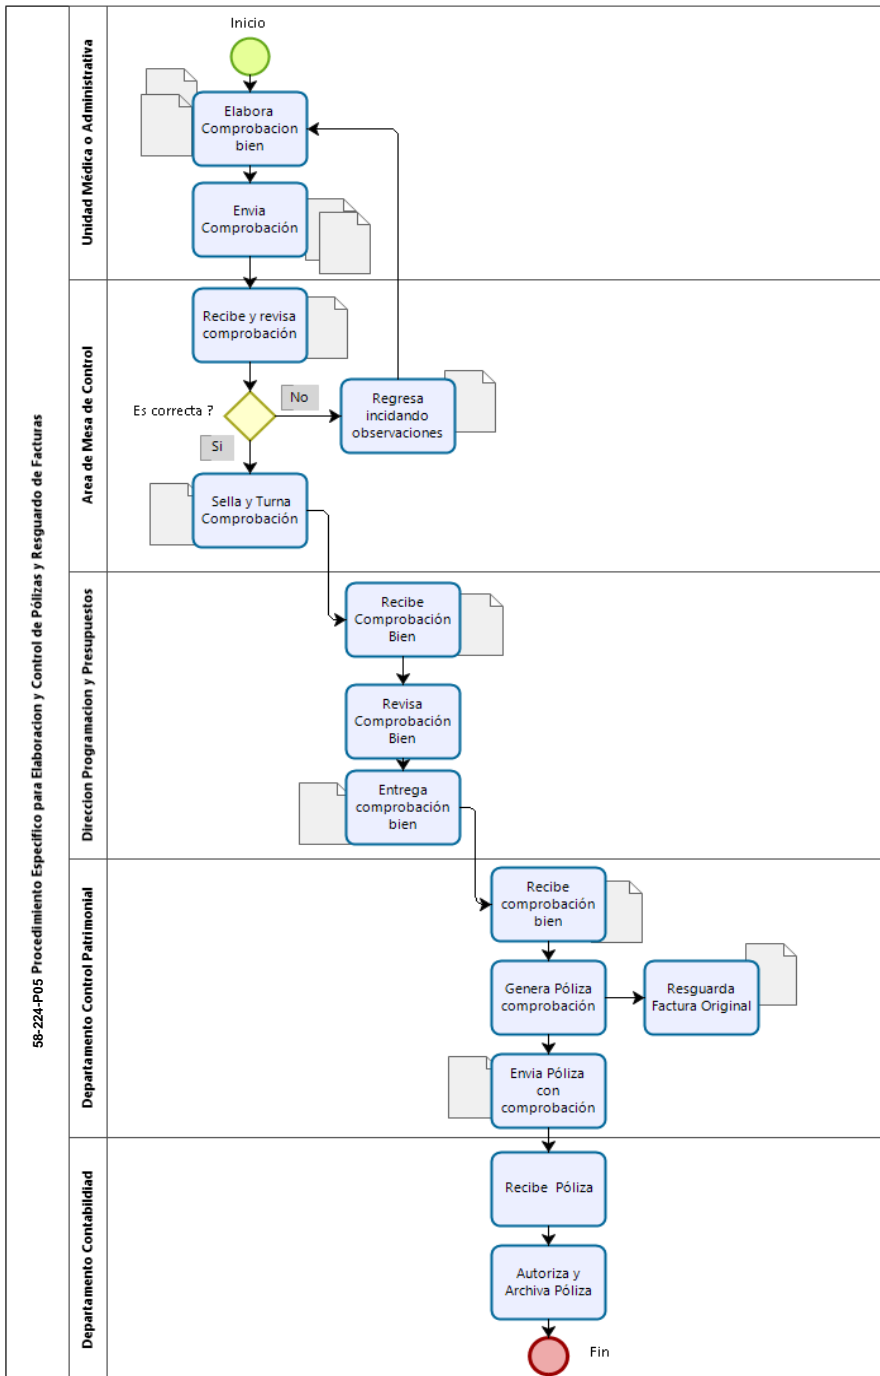 58-224-P05 Procedimiento Específico para Elaboracion y Control de Pólizas y Resguardo de Facturas
Unidad Médica o Administrativa
Inicio
Elabora
Comprobacion
bien
Envia
Comprobación
Area de Mesa de Control
Recibe y revisa
comprobación
Es correcta ?
No
Regresa
incidando
observaciones
Si
Sella y Turna
Comprobación
Direccion Programacion y Presupuestos
Recibe
Comprobación
Bien
Revisa
Comprobación
Bien
Entrega
comprobación
bien
Departamento Control Patrimonial
Recibe
comprobación
bien
Genera Póliza
comprobación
Resguarda
Factura Original
Envia Póliza
con
comprobación
Departamento Contabildiad
Recibe Póliza
Autoriza y
Archiva Póliza
Fin